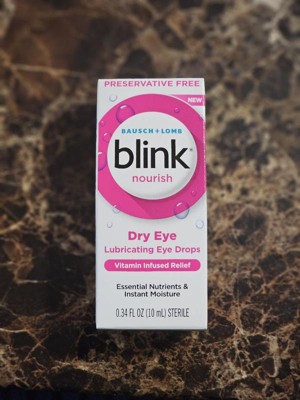 PRESERVATIVE FREE
NEW
BAUSCH + LOMB
blink®
nourish
Dry Eye
Lubricating Eye Drops
Vitamin Infused Relief
Essential Nutrients &
Instant Moisture
0.34 FL OZ (10 mL) STERILE